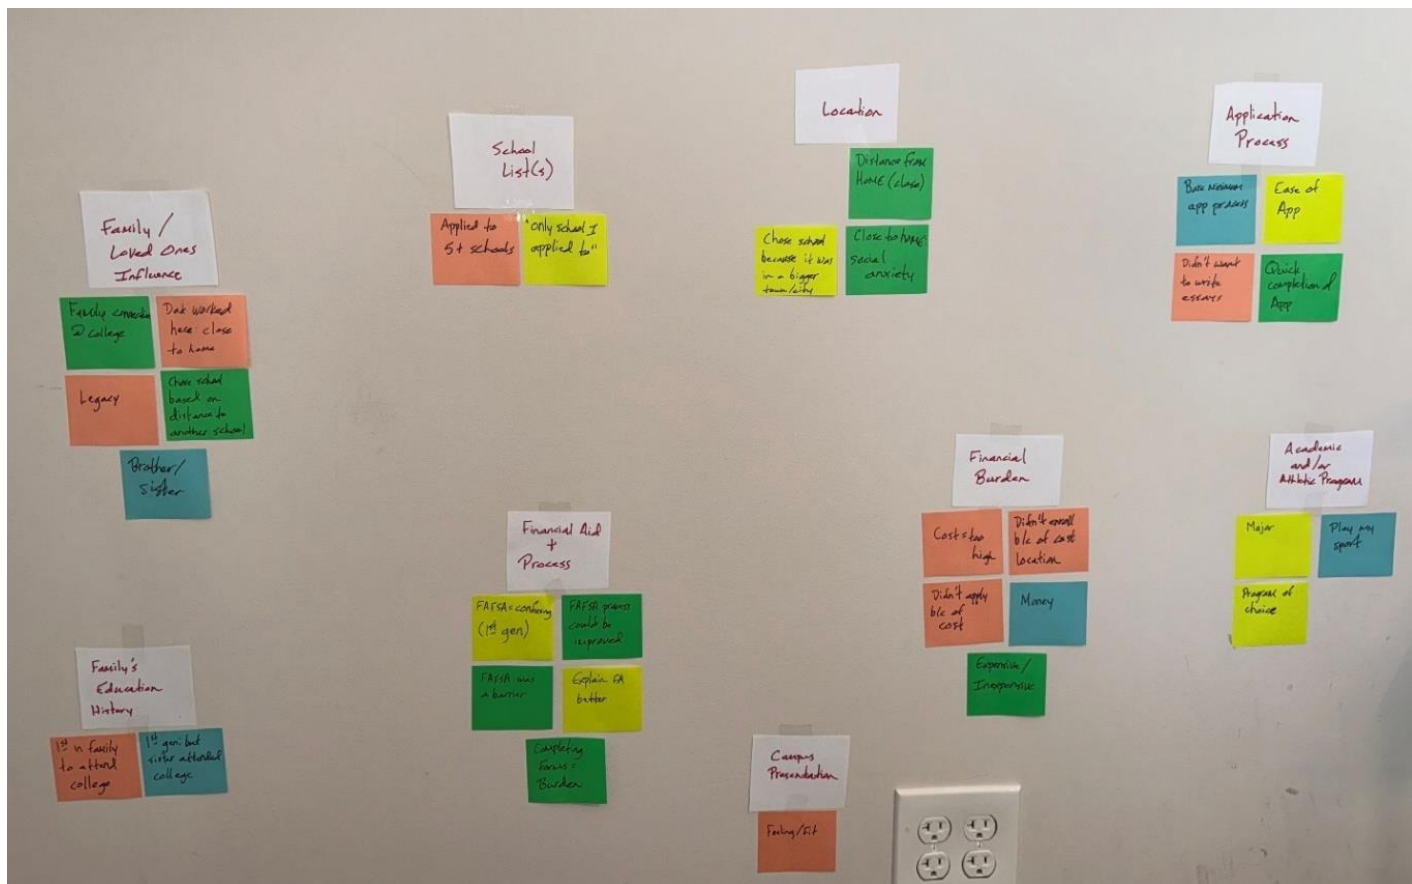 Family /
Loved Ones
Influence
Family connection
@ college
Dad worked
here: close
to home
Legacy
Chose school
based on
distance to
another school
Brother/
sister
School
List(s)
Applied to
5+ schools
"only school I
applied to"
Location
Distance from
HOME (close)
Chose school
because it was
in a bigger
town/city
Close to HOME
social
anxiety
Application
Process
Bare minimum
app process
Ease of
App
Didn't want
to write
essays
Quick
completion of
App
Family's
Education
History
1st in family
to attend
college
1st gen. but
sister attended
college
Financial Aid
+
Process
FAFSA = confusing
(1st gen)
FAFSA process
could be
improved
FAFSA was
a barrier
Explain FA
better
Completing
Forms =
Burden
Financial
Burden
Cost = too
high
Didn't enroll
b/c of cost
location
Didn't apply
b/c of
cost
Money
Expensive/
Inexpensive
Academic
and/or
Athletic Program
Major
Play my
sport
Program of
choice
Campus
Presentation
Feeling/fit